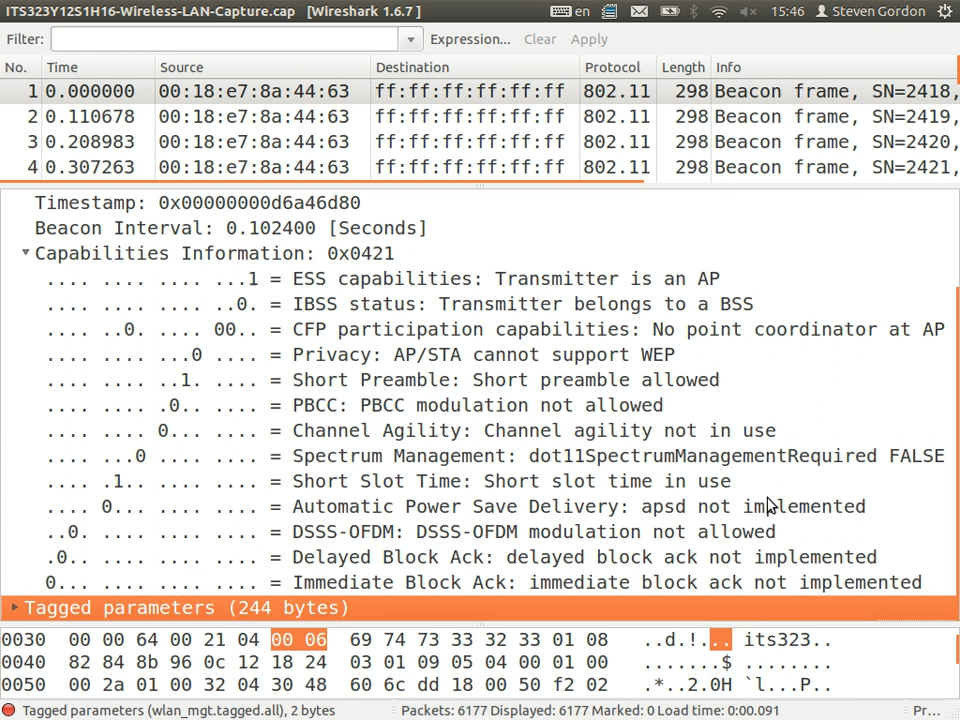 ITS323Y12S1H16-Wireless-LAN-Capture.cap [Wireshark 1.6.7 ] en 15:46 Steven Gordon
Filter: Expression... Clear Apply
No. Time Source Destination Protocol Length Info
1 0.000000 00:18:e7:8a:44:63 ff:ff:ff:ff:ff:ff 802.11 298 Beacon frame, SN=2418,
2 0.110678 00:18:e7:8a:44:63 ff:ff:ff:ff:ff:ff 802.11 298 Beacon frame, SN=2419,
3 0.208983 00:18:e7:8a:44:63 ff:ff:ff:ff:ff:ff 802.11 298 Beacon frame, SN=2420,
4 0.307263 00:18:e7:8a:44:63 ff:ff:ff:ff:ff:ff 802.11 298 Beacon frame, SN=2421,
Timestamp: 0x00000000d6a46d80
Beacon Interval: 0.102400 [Seconds]
Capabilities Information: 0x0421
.... .... .... ...1 = ESS capabilities: Transmitter is an AP
.... .... .... ..0. = IBSS status: Transmitter belongs to a BSS
.... ..0. .... 00.. = CFP participation capabilities: No point coordinator at AP
.... .... ...0 .... = Privacy: AP/STA cannot support WEP
.... .... ..1. .... = Short Preamble: Short preamble allowed
.... .... .0.. .... = PBCC: PBCC modulation not allowed
.... .... 0... .... = Channel Agility: Channel agility not in use
.... ...0 .... .... = Spectrum Management: dot11SpectrumManagementRequired FALSE
.... .1.. .... .... = Short Slot Time: Short slot time in use
.... 0... .... .... = Automatic Power Save Delivery: apsd not implemented
..0. .... .... .... = DSSS-OFDM: DSSS-OFDM modulation not allowed
.0.. .... .... .... = Delayed Block Ack: delayed block ack not implemented
0... .... .... .... = Immediate Block Ack: immediate block ack not implemented
Tagged parameters (244 bytes)
0030 00 00 64 00 21 04 00 06 69 74 73 33 32 33 01 08 ..d.!... its323..
0040 82 84 8b 96 0c 12 18 24 03 01 09 05 04 00 01 00 .......$ ........
0050 00 2a 01 00 32 04 30 48 60 6c dd 18 00 50 f2 02 .*..2.0H `l...P..
Tagged parameters (wlan_mgt.tagged.all), 2 bytes Packets: 6177 Displayed: 6177 Marked: 0 Load time: 0:00.091 Pr...